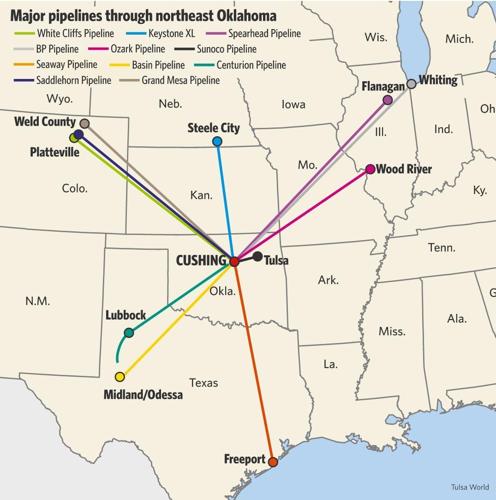 Major pipelines through northeast Oklahoma
White Cliffs Pipeline Keystone XL Spearhead Pipeline
BP Pipeline Ozark Pipeline Sunoco Pipeline
Seaway Pipeline Basin Pipeline Centurion Pipeline
Saddlehorn Pipeline Grand Mesa Pipeline
Wis.
Mich.
Whiting
Flanagan
Wyo.
Neb.
Iowa
Oh
Weld County
Steele City
Ill.
Ind.
Platteville
Mo.
Wood River
Colo.
Kan.
Ky.
Tenn.
CUSHING
Tulsa
Okla.
Ark.
N.M.
Lubbock
Miss.
Ala.
G
La.
Texas
Midland/Odessa
Freeport
Tulsa World